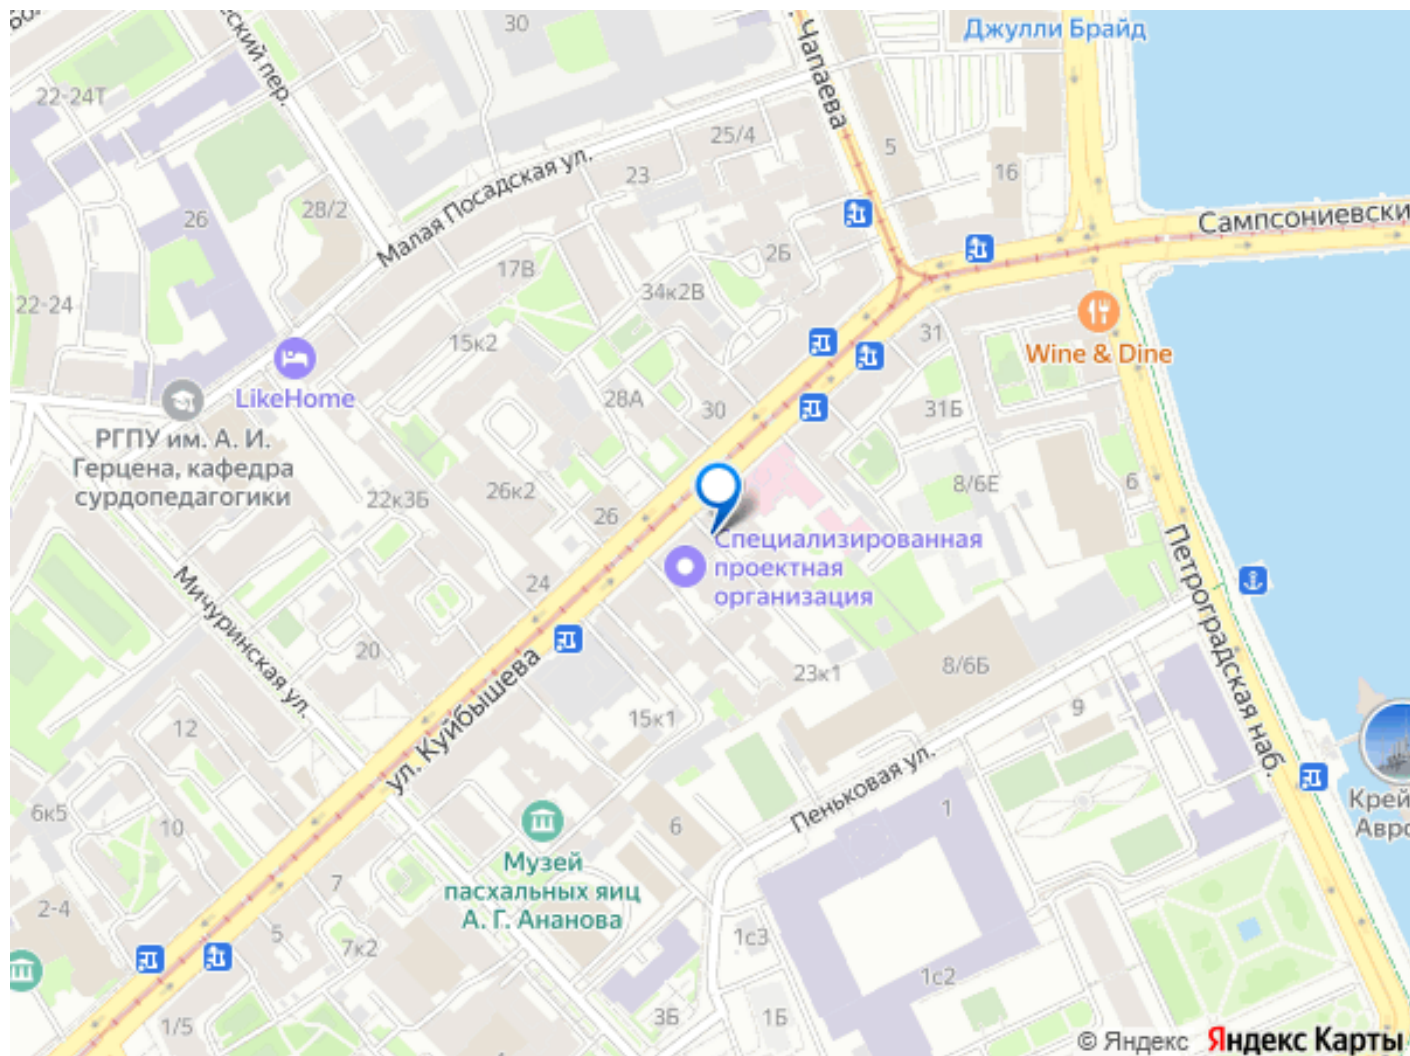 30
Джулли Брайд
ул. Чапаева
22-24Т
25/4
5
16
23
Малая Посадская ул.
28/2
26
Сампсониевски
2Б
17В
34к2В
22-24
31
15к2
Wine & Dine
LikeHome
28А
30
31Б
РГПУ им. А. И.
Герцена, кафедра
сурдопедагогики
22к3Б
26к2
26
8/6Е
6
Специализированная
проектная
организация
24
Мичуринская ул.
Петроградская наб.
20
ул. Куйбышева
23к1
8/6Б
15к1
9
12
6к5
10
Пеньковая ул.
1
6
Крей
Авро
Музей
пасхальных яиц
А. Г. Ананова
7
2-4
5
7к2
1с3
1с2
3Б
1Б
1/5
© Яндекс Яндекс Карты